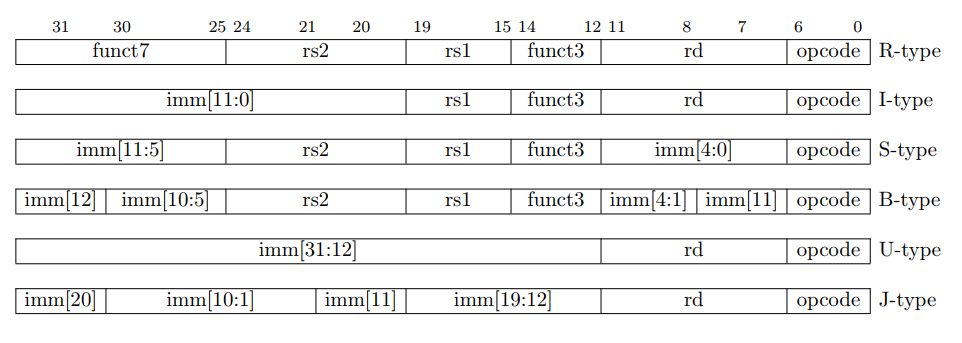 31 30 25 24 21 20 19 15 14 12 11 8 7 6 0
funct7 rs2 rs1 funct3 rd opcode R-type
imm[11:0] rs1 funct3 rd opcode I-type
imm[11:5] rs2 rs1 funct3 imm[4:0] opcode S-type
imm[12] imm[10:5] rs2 rs1 funct3 imm[4:1] imm[11] opcode B-type
imm[31:12] rd opcode U-type
imm[20] imm[10:1] imm[11] imm[19:12] rd opcode J-type